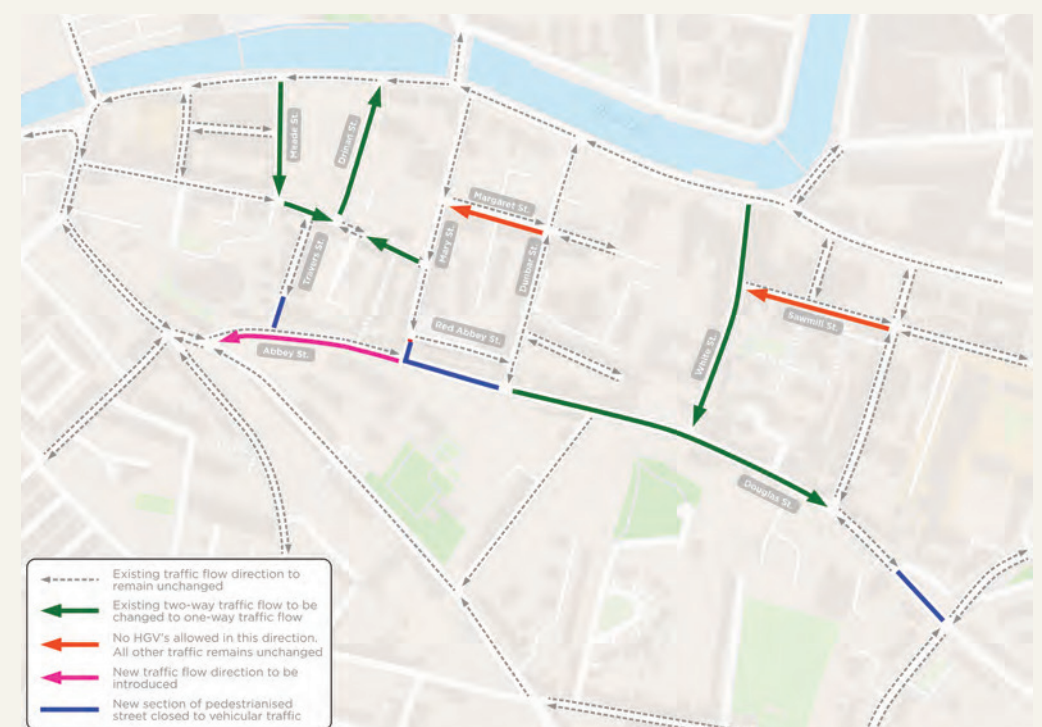 Meade St.
Drinan St.
Margaret St.
Mary St.
Dunbar St.
Travers St.
Red Abbey St.
Abbey St.
Sawmill St.
White St.
Douglas St.
Existing traffic flow direction to
remain unchanged
Existing two-way traffic flow to be
changed to one-way traffic flow
No HGV's allowed in this direction.
All other traffic remains unchanged
New traffic flow direction to be
introduced
New section of pedestrianised
street closed to vehicular traffic